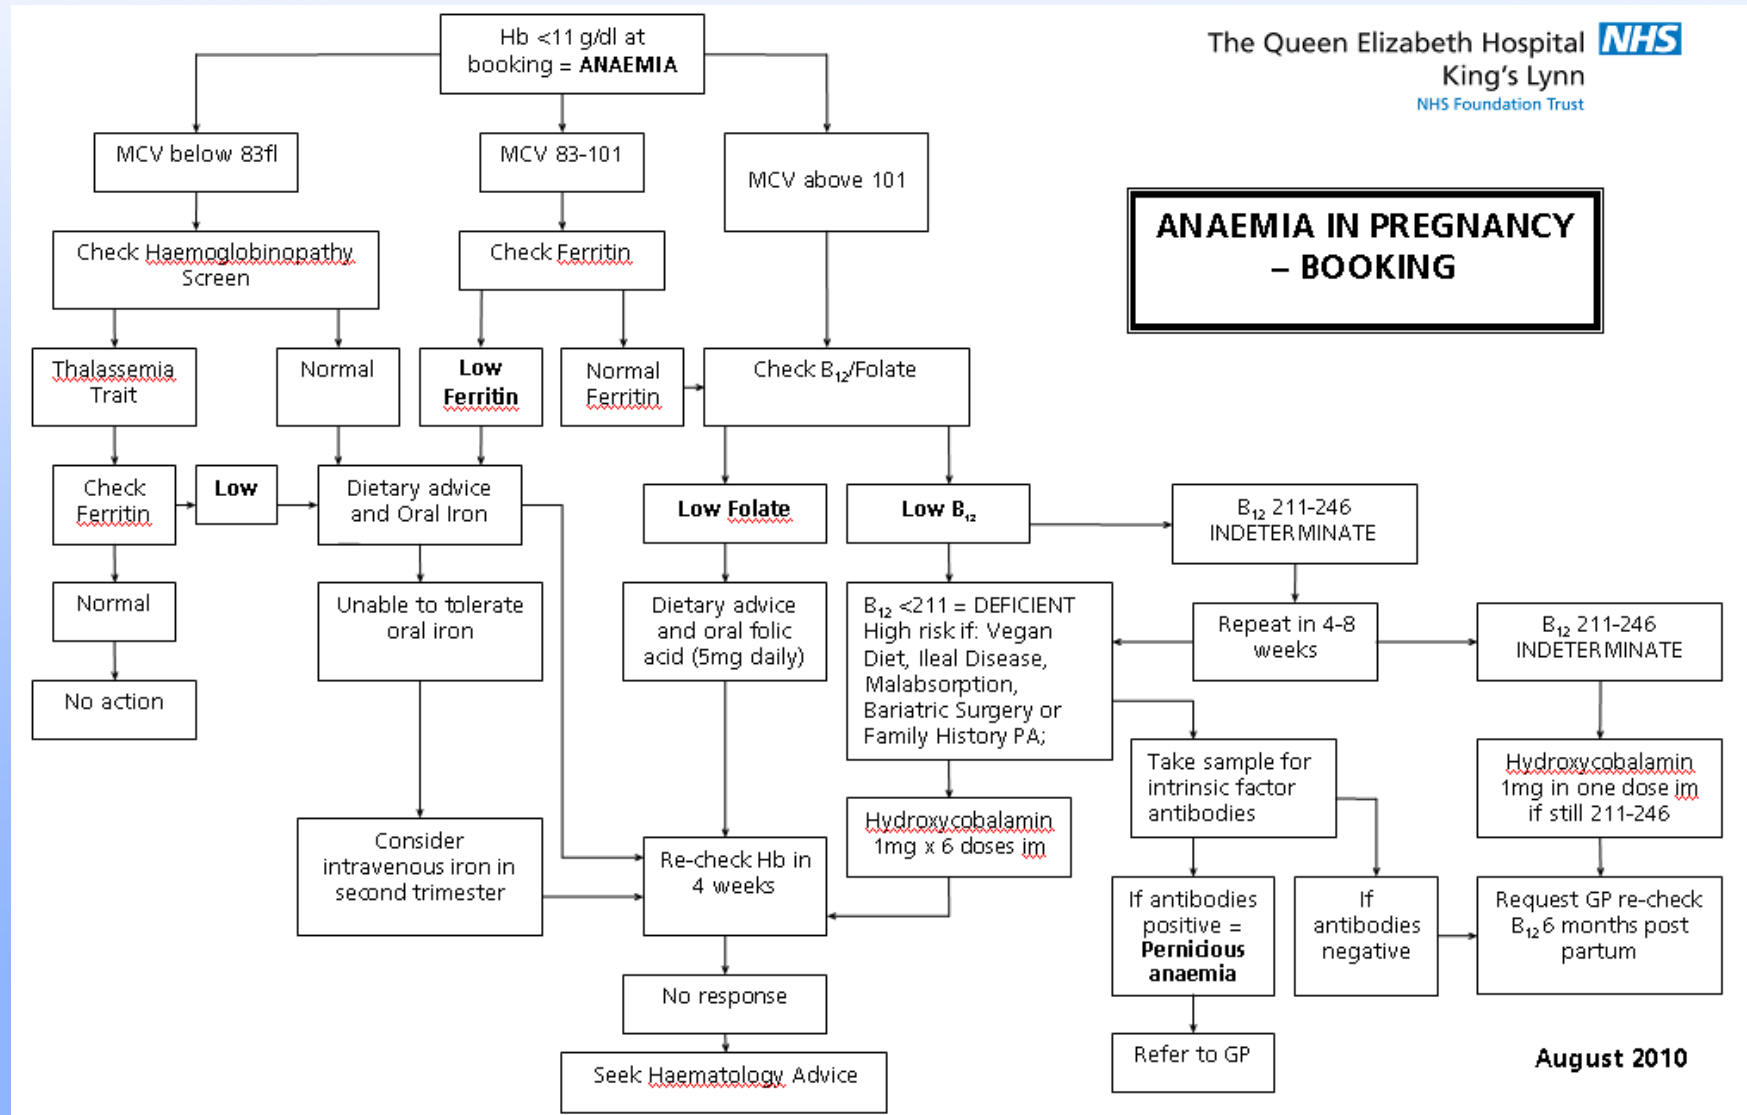 Hb <11 g/dl at
booking = ANAEMIA
The Queen Elizabeth Hospital NHS
King's Lynn
NHS Foundation Trust
ANAEMIA IN PREGNANCY
– BOOKING
MCV below 83fl
MCV 83-101
MCV above 101
Check Haemoglobinopathy
Screen
Check Ferritin
Thalassemia
Trait
Normal
Low
Ferritin
Normal
Ferritin
Check B12/Folate
Check
Ferritin
Low
Dietary advice
and Oral Iron
Low Folate
Low B12
B12 211-246
INDETERMINATE
Normal
Unable to tolerate
oral iron
Dietary advice
and oral folic
acid (5mg daily)
B12 <211 = DEFICIENT
High risk if: Vegan
Diet, Ileal Disease,
Malabsorption,
Bariatric Surgery or
Family History PA;
Repeat in 4-8
weeks
B12 211-246
INDETERMINATE
No action
Take sample for
intrinsic factor
antibodies
Hydroxycobalamin
1mg in one dose im
if still 211-246
Consider
intravenous iron in
second trimester
Re-check Hb in
4 weeks
Hydroxycobalamin
1mg x 6 doses im
If antibodies
positive =
Pernicious
anaemia
If
antibodies
negative
Request GP re-check
B12 6 months post
partum
No response
Refer to GP
Seek Haematology Advice
August 2010